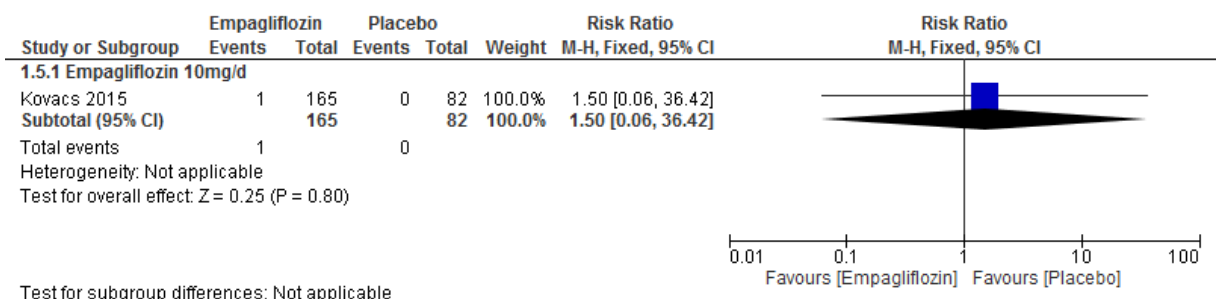 Empagliflozin Placebo Risk Ratio Risk Ratio
Study or Subgroup Events Total Events Total Weight M-H, Fixed, 95% CI M-H, Fixed, 95% CI
1.5.1 Empagliflozin 10mg/d
Kovacs 2015 1 165 0 82 100.0% 1.50 [0.06, 36.42]
Subtotal (95% CI) 165 82 100.0% 1.50 [0.06, 36.42]
Total events 1 0
Heterogeneity: Not applicable
Test for overall effect: Z = 0.25 (P = 0.80)
0.01 0.1 1 10 100
Favours [Empagliflozin] Favours [Placebo]
Test for subgroup differences: Not applicable